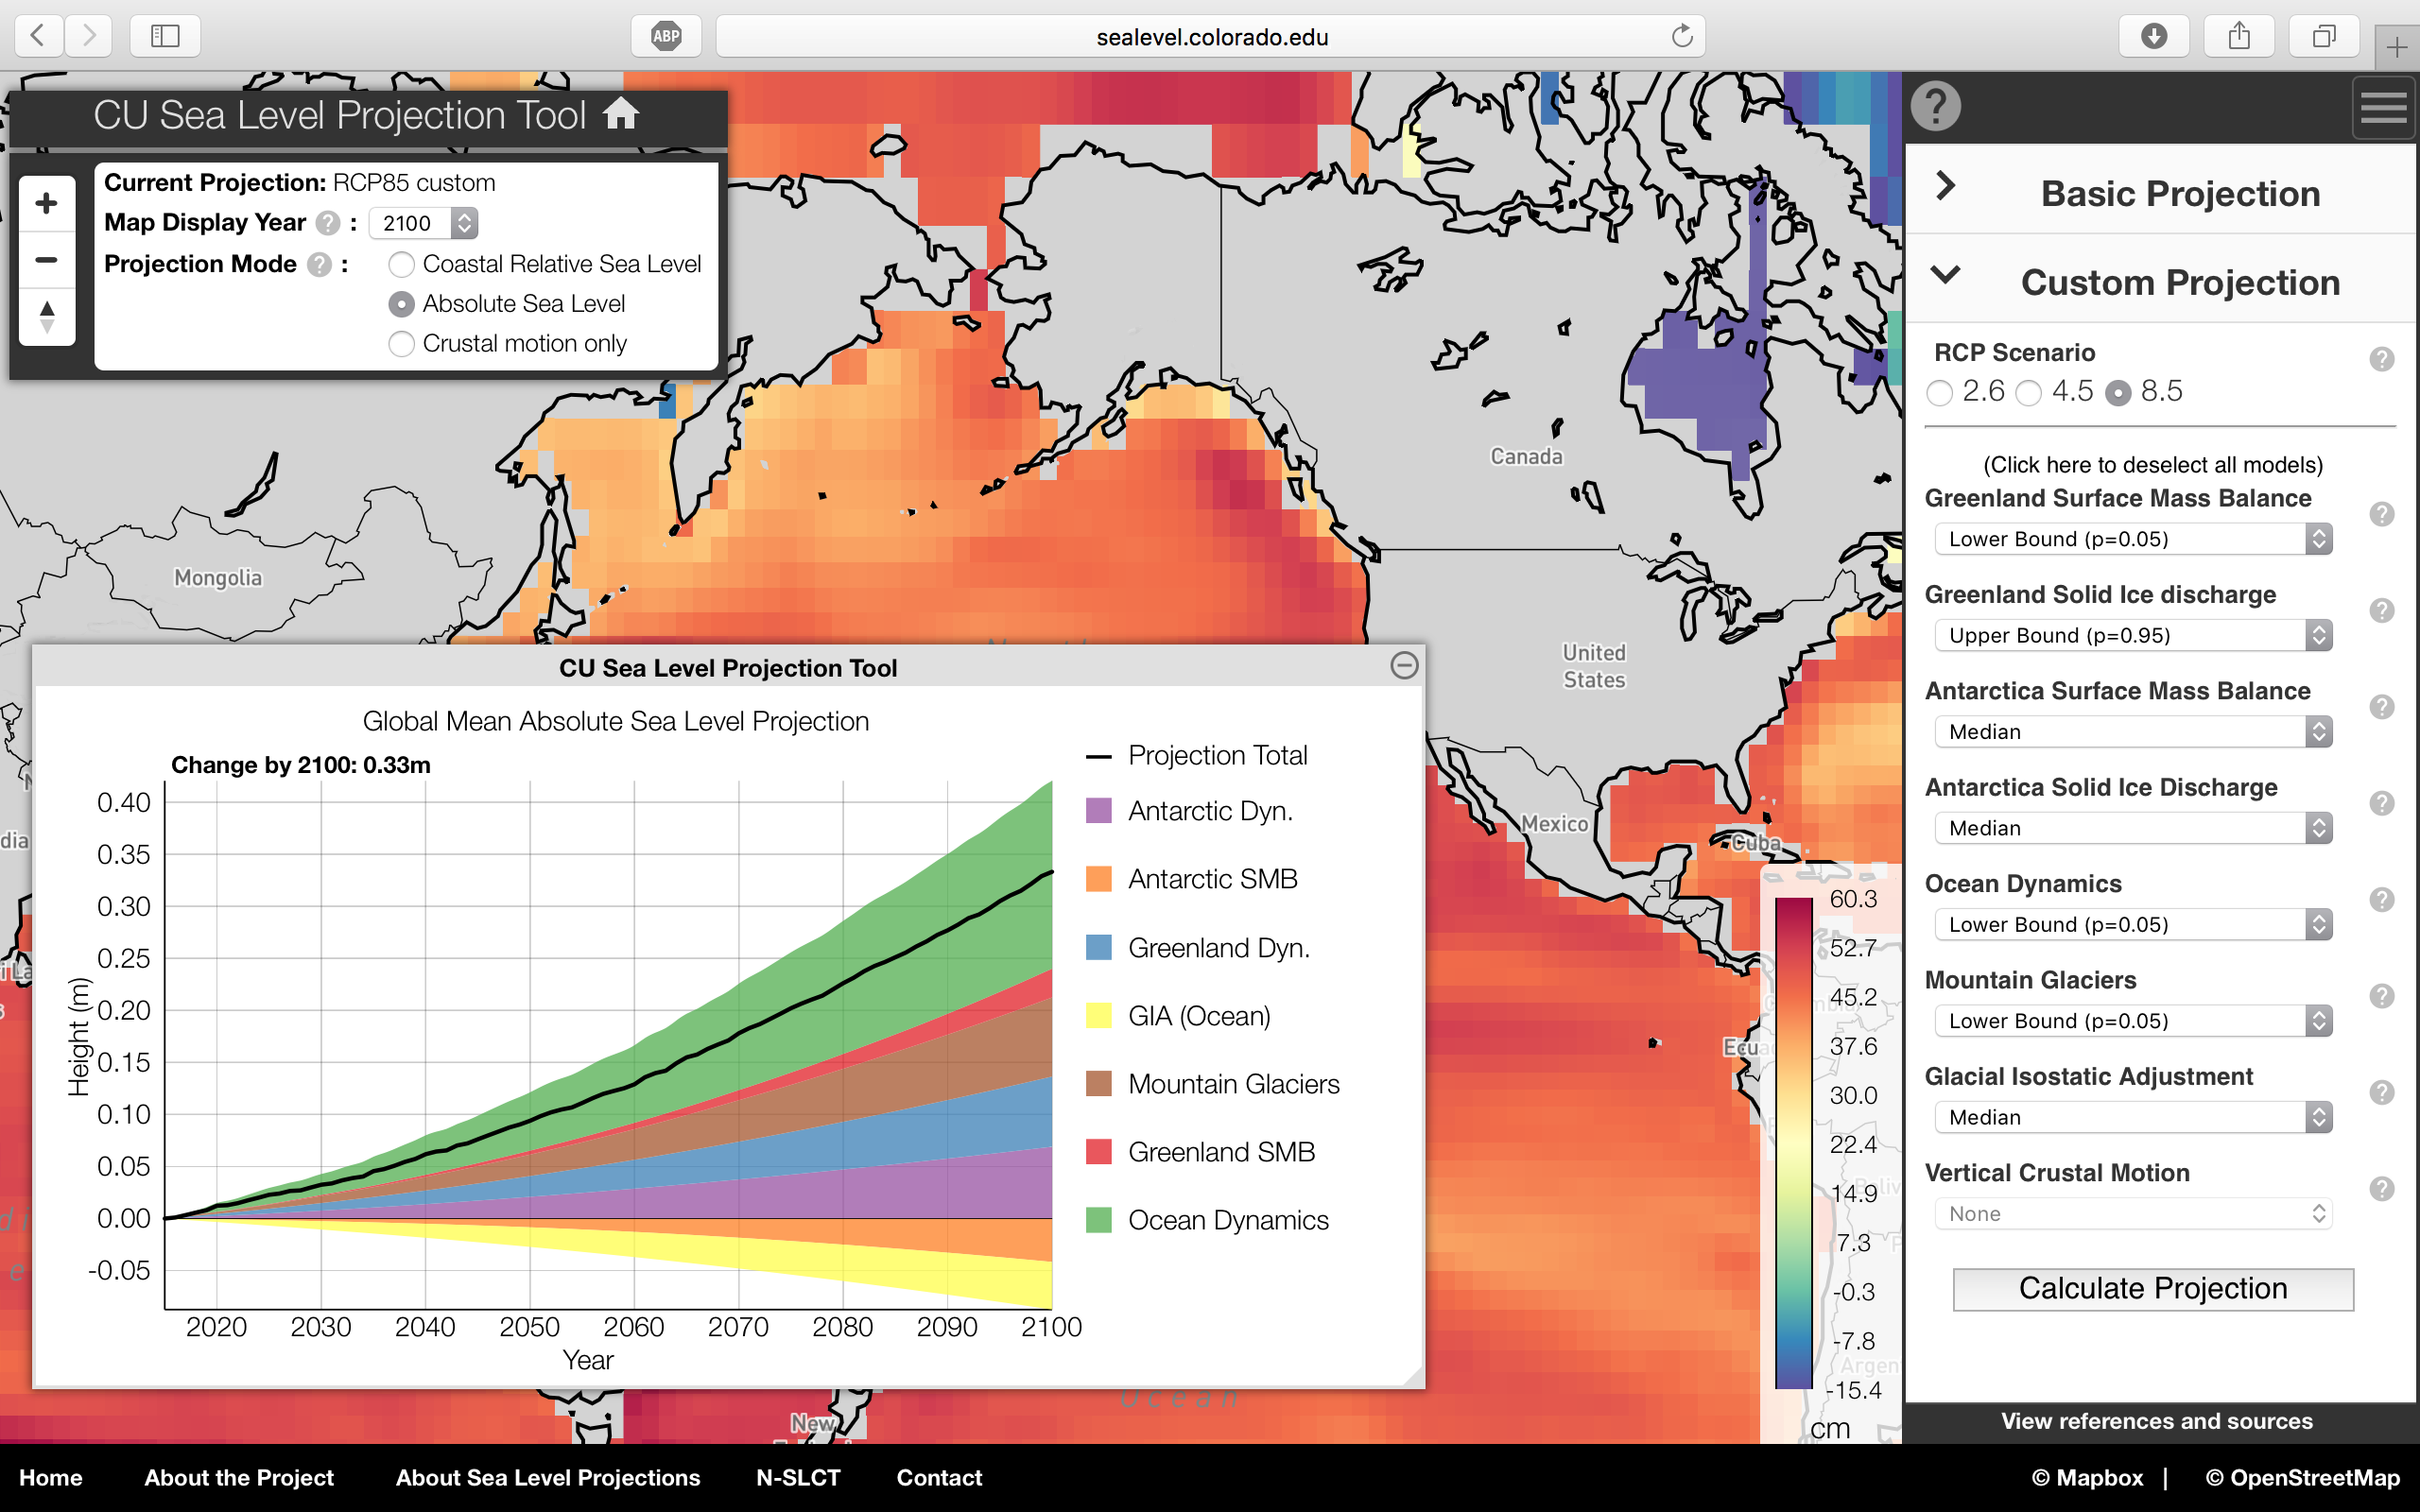 ABP
sealevel.colorado.edu
CU Sea Level Projection Tool
Current Projection: RCP85 custom
Map Display Year ? : 2100
Projection Mode ? :
Coastal Relative Sea Level
Absolute Sea Level
Crustal motion only
+
−
?
Basic Projection
Custom Projection
RCP Scenario ?
2.6 4.5 8.5
(Click here to deselect all models)
Greenland Surface Mass Balance ?
Lower Bound (p=0.05)
Greenland Solid Ice discharge ?
Upper Bound (p=0.95)
Antarctica Surface Mass Balance ?
Median
Antarctica Solid Ice Discharge ?
Median
Ocean Dynamics ?
Lower Bound (p=0.05)
Mountain Glaciers ?
Lower Bound (p=0.05)
Glacial Isostatic Adjustment ?
Median
Vertical Crustal Motion ?
None
Calculate Projection
View references and sources
Mongolia
Canada
United
States
Mexico
Cuba
Ecua
Argen
New
Ocean
CU Sea Level Projection Tool
Global Mean Absolute Sea Level Projection
Change by 2100: 0.33m
Height (m)
0.40
0.35
0.30
0.25
0.20
0.15
0.10
0.05
0.00
-0.05
2020 2030 2040 2050 2060 2070 2080 2090 2100
Year
Projection Total
Antarctic Dyn.
Antarctic SMB
Greenland Dyn.
GIA (Ocean)
Mountain Glaciers
Greenland SMB
Ocean Dynamics
60.3
52.7
45.2
37.6
30.0
22.4
14.9
7.3
-0.3
-7.8
-15.4
cm
Home About the Project About Sea Level Projections N-SLCT Contact
© Mapbox | © OpenStreetMap